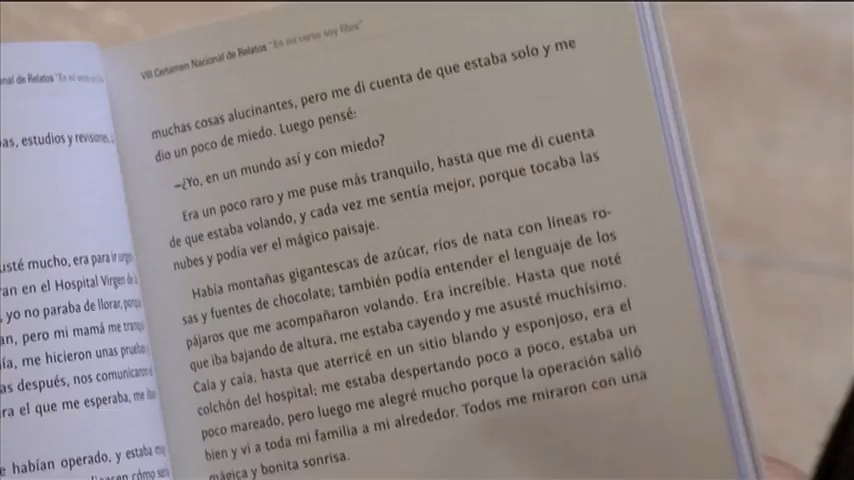 nal de Relatos "En mi
as, estudios y revisiones,
usté mucho, era para ir
an en el Hospital Virgen de
, yo no paraba de llorar, porque
an, pero mi mamá me
ía, me hicieron unas pruebas
as después, nos comunicaron
ra el que me esperaba, me iba
e habían operado, y estaba
cómo
VIII Certamen Nacional de Relatos "En mi verso soy libre"
muchas cosas alucinantes, pero me di cuenta de que estaba solo y me
dio un poco de miedo. Luego pensé:
–¿Yo, en un mundo así y con miedo?
Era un poco raro y me puse más tranquilo, hasta que me di cuenta
de que estaba volando, y cada vez me sentía mejor, porque tocaba las
nubes y podía ver el mágico paisaje.
Había montañas gigantescas de azúcar, ríos de nata con líneas ro-
sas y fuentes de chocolate; también podía entender el lenguaje de los
pájaros que me acompañaron volando. Era increíble. Hasta que noté
que iba bajando de altura, me estaba cayendo y me asusté muchísimo.
Caía y caía, hasta que aterricé en un sitio blando y esponjoso, era el
colchón del hospital; me estaba despertando poco a poco, estaba un
poco mareado, pero luego me alegré mucho porque la operación salió
bien y vi a toda mi familia a mi alrededor. Todos me miraron con una
mágica y bonita sonrisa.